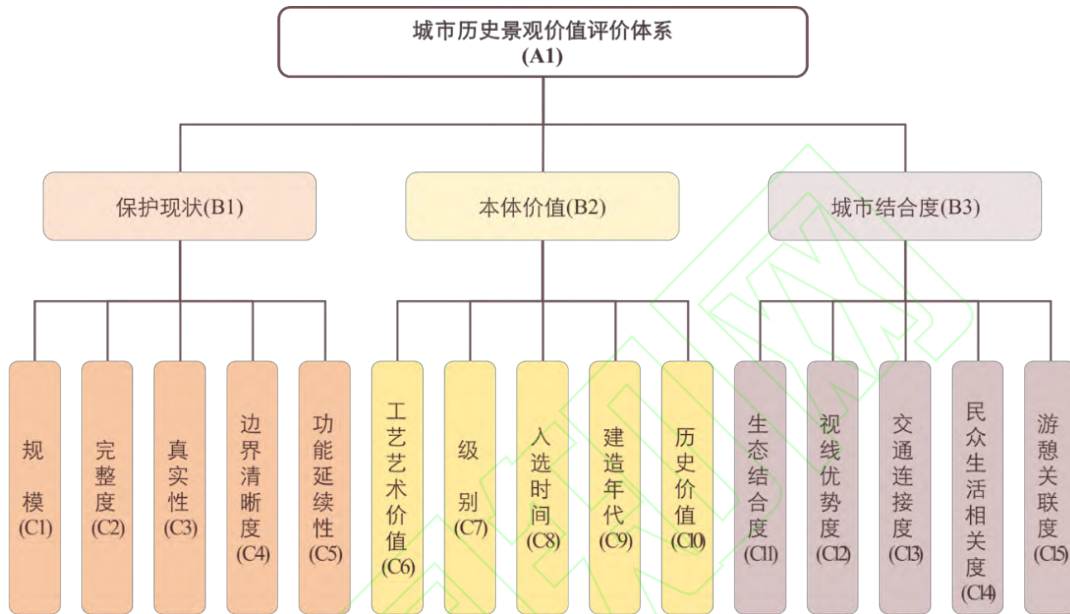 城市历史景观价值评价体系
(A1)
保护现状(B1)
本体价值(B2)
城市结合度(B3)
规模(C1)
完整度(C2)
真实性(C3)
边界清晰度(C4)
功能延续性(C5)
工艺艺术价值(C6)
级别(C7)
入选时间(C8)
建造年代(C9)
历史价值(C10)
生态结合度(C11)
视线优势度(C12)
交通连接度(C13)
民众生活相关度(C14)
游憩关联度(C15)